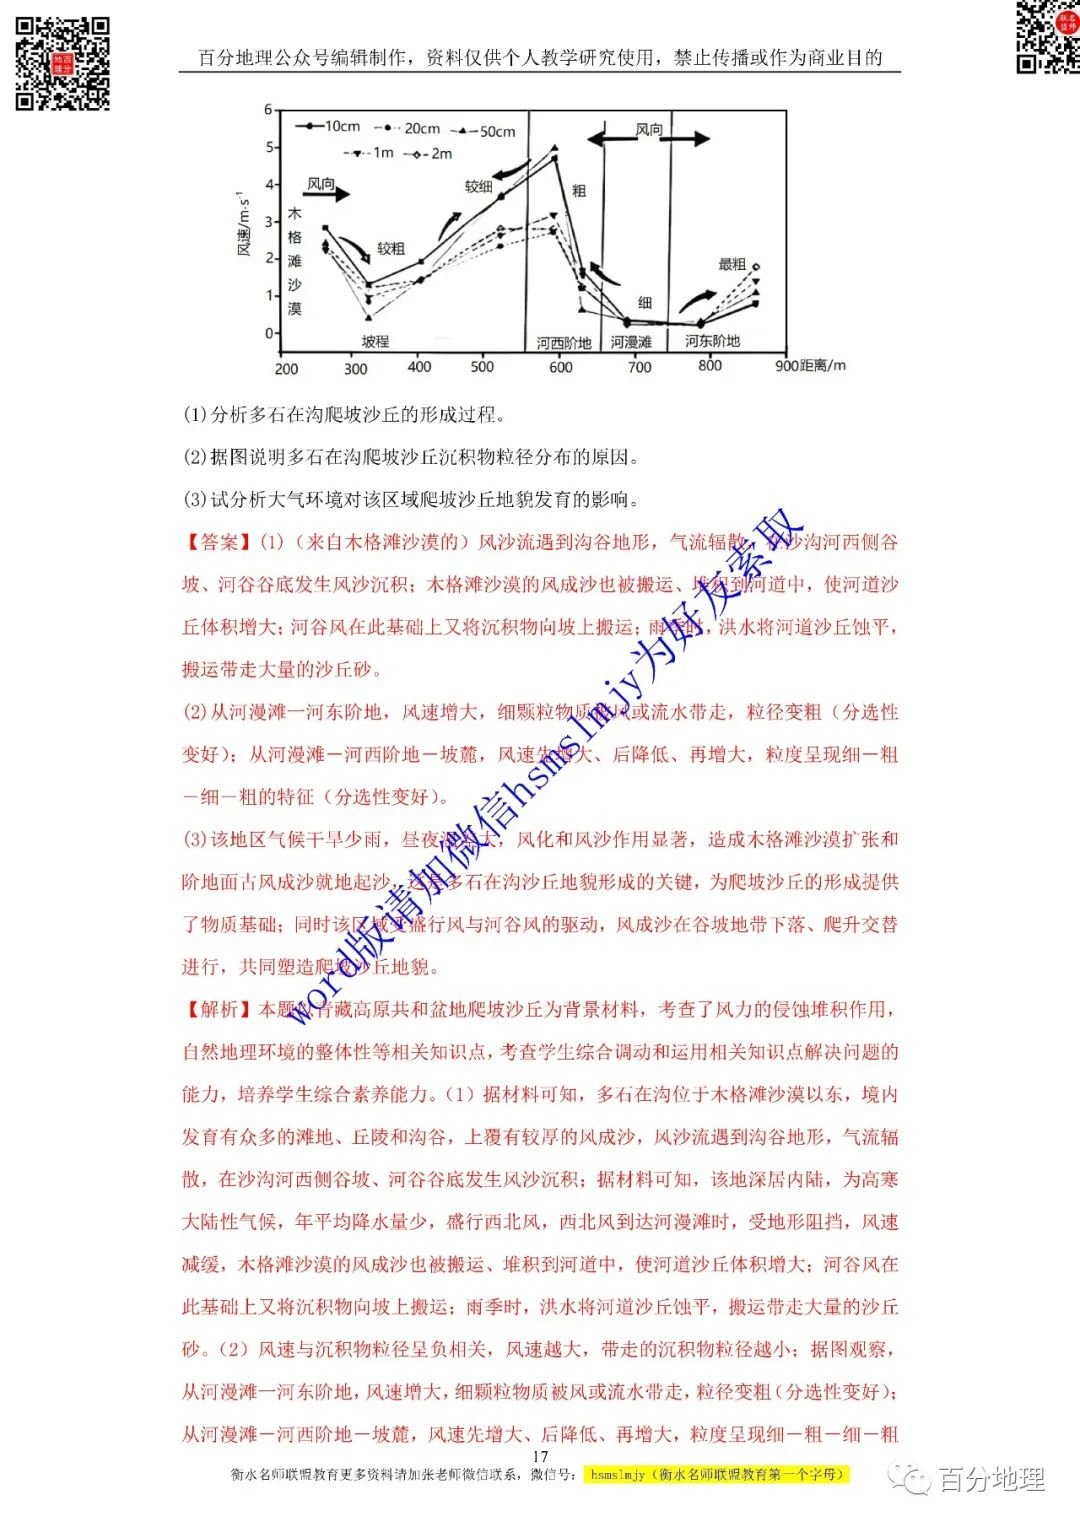 百分地理公众号编辑制作，资料仅供个人教学研究使用，禁止传播或作为商业目的
6
5
4
3
2
1
0
风速/m·s-1
10cm
20cm
50cm
1m
2m
风向
风向
木格滩沙漠
较粗
较细
粗
细
最粗
坡程
河西阶地
河漫滩
河东阶地
200 300 400 500 600 700 800 900距离/m
(1)分析多石在沟爬坡沙丘的形成过程。
(2)据图说明多石在沟爬坡沙丘沉积物粒径分布的原因。
(3)试分析大气环境对该区域爬坡沙丘地貌发育的影响。
【答案】(1)（来自木格滩沙漠的）风沙流遇到沟谷地形，气流辐散，在沙沟河西侧谷
坡、河谷谷底发生风沙沉积；木格滩沙漠的风成沙也被搬运、堆积到河道中，使河道沙
丘体积增大；河谷风在此基础上又将沉积物向坡上搬运；雨季时，洪水将河道沙丘蚀平，
搬运带走大量的沙丘砂。
(2)从河漫滩—河东阶地，风速增大，细颗粒物质被风或流水带走，粒径变粗（分选性
变好）；从河漫滩－河西阶地－坡麓，风速先增大、后降低、再增大，粒度呈现细－粗
－细－粗的特征（分选性变好）。
(3)该地区气候干旱少雨，昼夜温差大，风化和风沙作用显著，造成木格滩沙漠扩张和
阶地面古风成沙就地起沙，这是多石在沟沙丘地貌形成的关键，为爬坡沙丘的形成提供
了物质基础；同时该区域受盛行风与河谷风的驱动，风成沙在谷坡地带下落、爬升交替
进行，共同塑造爬坡沙丘地貌。
【解析】本题以青藏高原共和盆地爬坡沙丘为背景材料，考查了风力的侵蚀堆积作用，
自然地理环境的整体性等相关知识点，考查学生综合调动和运用相关知识点解决问题的
能力，培养学生综合素养能力。（1）据材料可知，多石在沟位于木格滩沙漠以东，境内
发育有众多的滩地、丘陵和沟谷，上覆有较厚的风成沙，风沙流遇到沟谷地形，气流辐
散，在沙沟河西侧谷坡、河谷谷底发生风沙沉积；据材料可知，该地深居内陆，为高寒
大陆性气候，年平均降水量少，盛行西北风，西北风到达河漫滩时，受地形阻挡，风速
减缓，木格滩沙漠的风成沙也被搬运、堆积到河道中，使河道沙丘体积增大；河谷风在
此基础上又将沉积物向坡上搬运；雨季时，洪水将河道沙丘蚀平，搬运带走大量的沙丘
砂。（2）风速与沉积物粒径呈负相关，风速越大，带走的沉积物粒径越小；据图观察，
从河漫滩—河东阶地，风速增大，细颗粒物质被风或流水带走，粒径变粗（分选性变好）；
从河漫滩－河西阶地－坡麓，风速先增大、后降低、再增大，粒度呈现细－粗－细－粗
word版请加微信hsmslmjy为好友索取
17
衡水名师联盟教育更多资料请加张老师微信联系，微信号： hsmslmjy（衡水名师联盟教育第一个字母）
百分地理